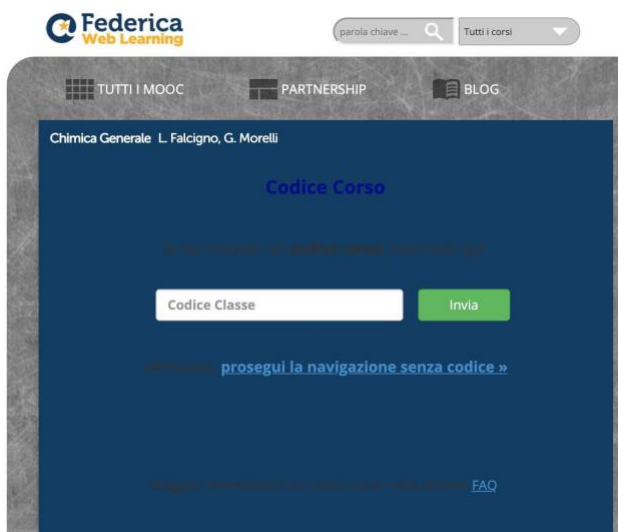 Federica
Web Learning
parola chiave ...
Tutti i corsi
TUTTI I MOOC
PARTNERSHIP
BLOG
Chimica Generale L. Falcigno, G. Morelli
Codice Corso
Codice Classe
Invia
prosegui la navigazione senza codice »
FAQ